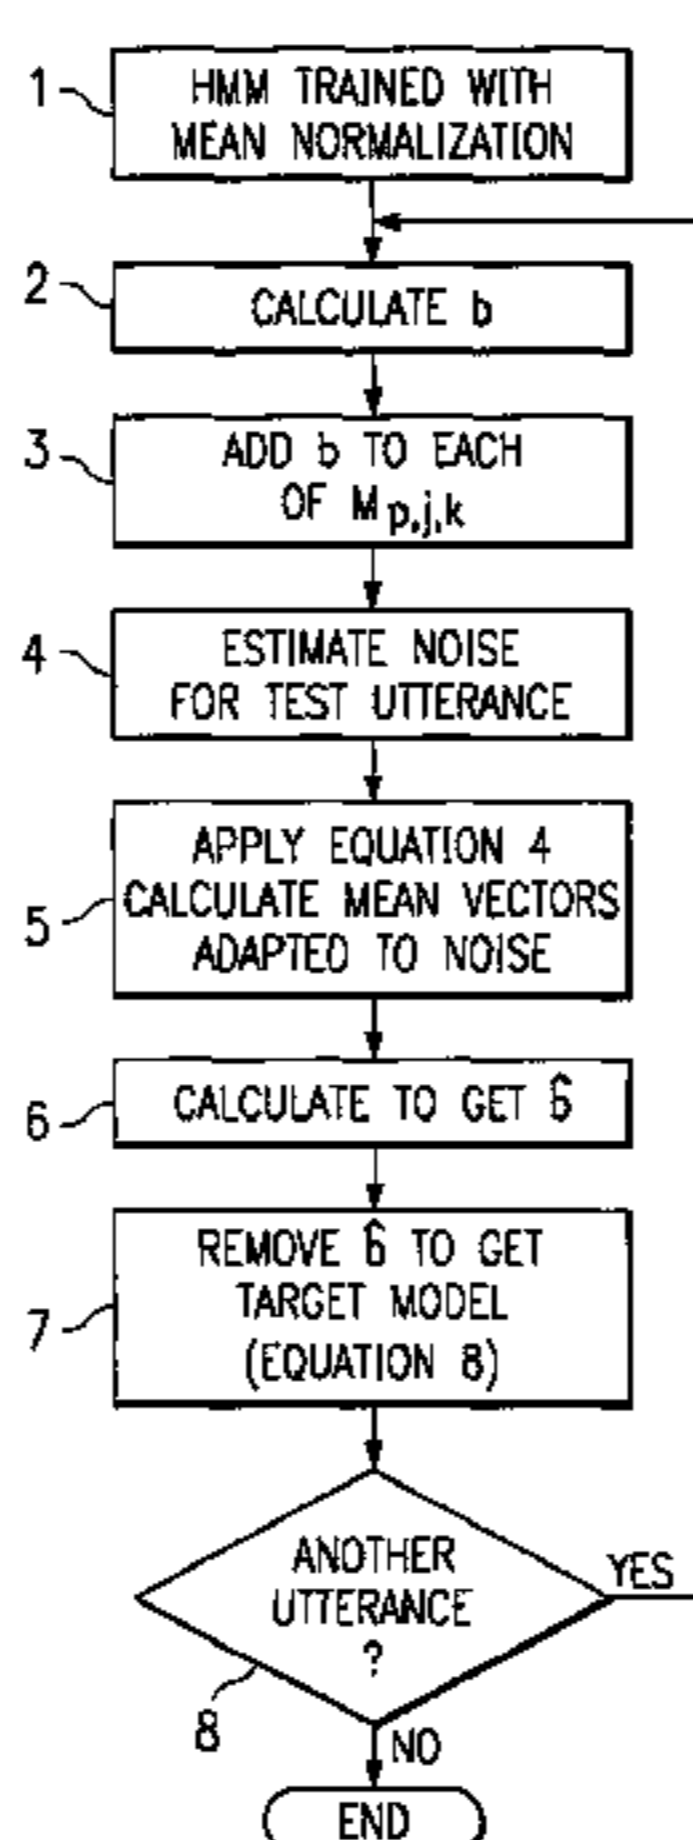 1
HMM TRAINED WITH
MEAN NORMALIZATION
2
CALCULATE b
3
ADD b TO EACH
OF M p,j,k
4
ESTIMATE NOISE
FOR TEST UTTERANCE
5
APPLY EQUATION 4
CALCULATE MEAN VECTORS
ADAPTED TO NOISE
6
CALCULATE TO GET b̂
7
REMOVE b̂ TO GET
TARGET MODEL
(EQUATION 8)
8
ANOTHER
UTTERANCE
?
YES
NO
END